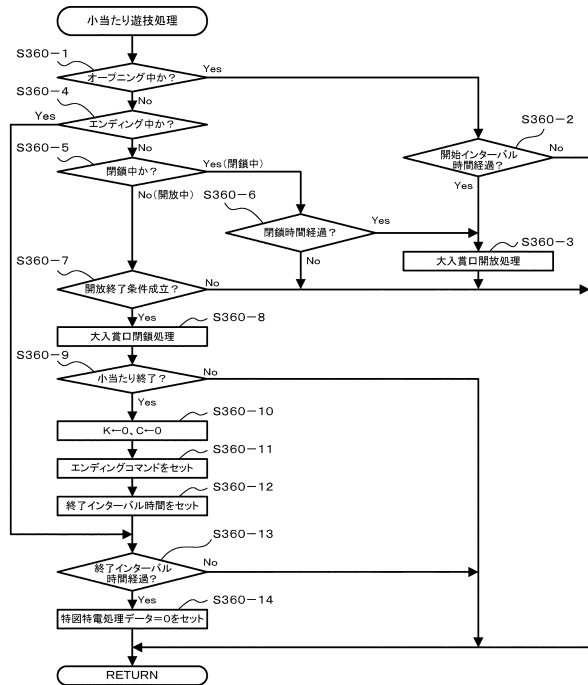 小当たり遊技処理
S360-1
オープニング中か?
Yes
No
S360-4
Yes
エンディング中か?
No
S360-2
開始インターバル
時間経過?
No
Yes
S360-5
閉鎖中か?
Yes(閉鎖中)
No(開放中)
S360-6
閉鎖時間経過?
Yes
No
S360-3
大入賞口開放処理
S360-7
開放終了条件成立?
No
Yes
S360-8
大入賞口閉鎖処理
S360-9
小当たり終了?
No
Yes
S360-10
K←0、C←0
S360-11
エンディングコマンドをセット
S360-12
終了インターバル時間をセット
S360-13
終了インターバル
時間経過?
No
Yes
S360-14
特図特電処理データ=0をセット
RETURN